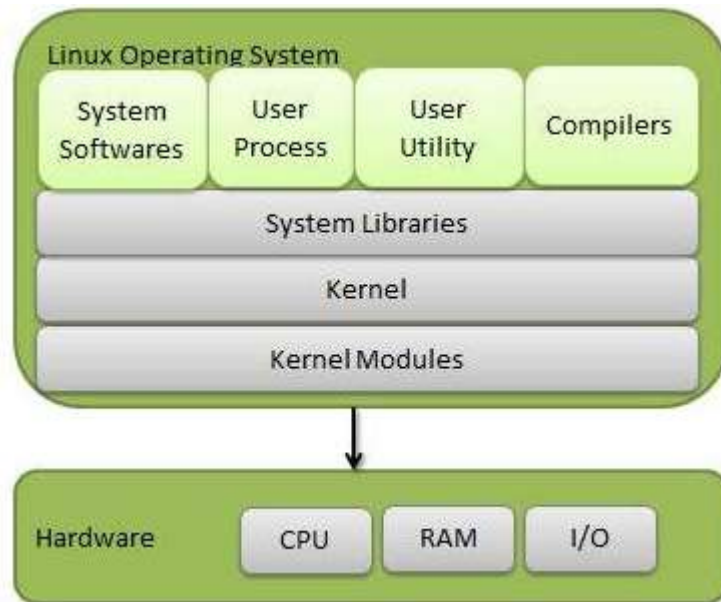 Linux Operating System
System
Softwares
User
Process
User
Utility
Compilers
System Libraries
Kernel
Kernel Modules
Hardware
CPU
RAM
I/O